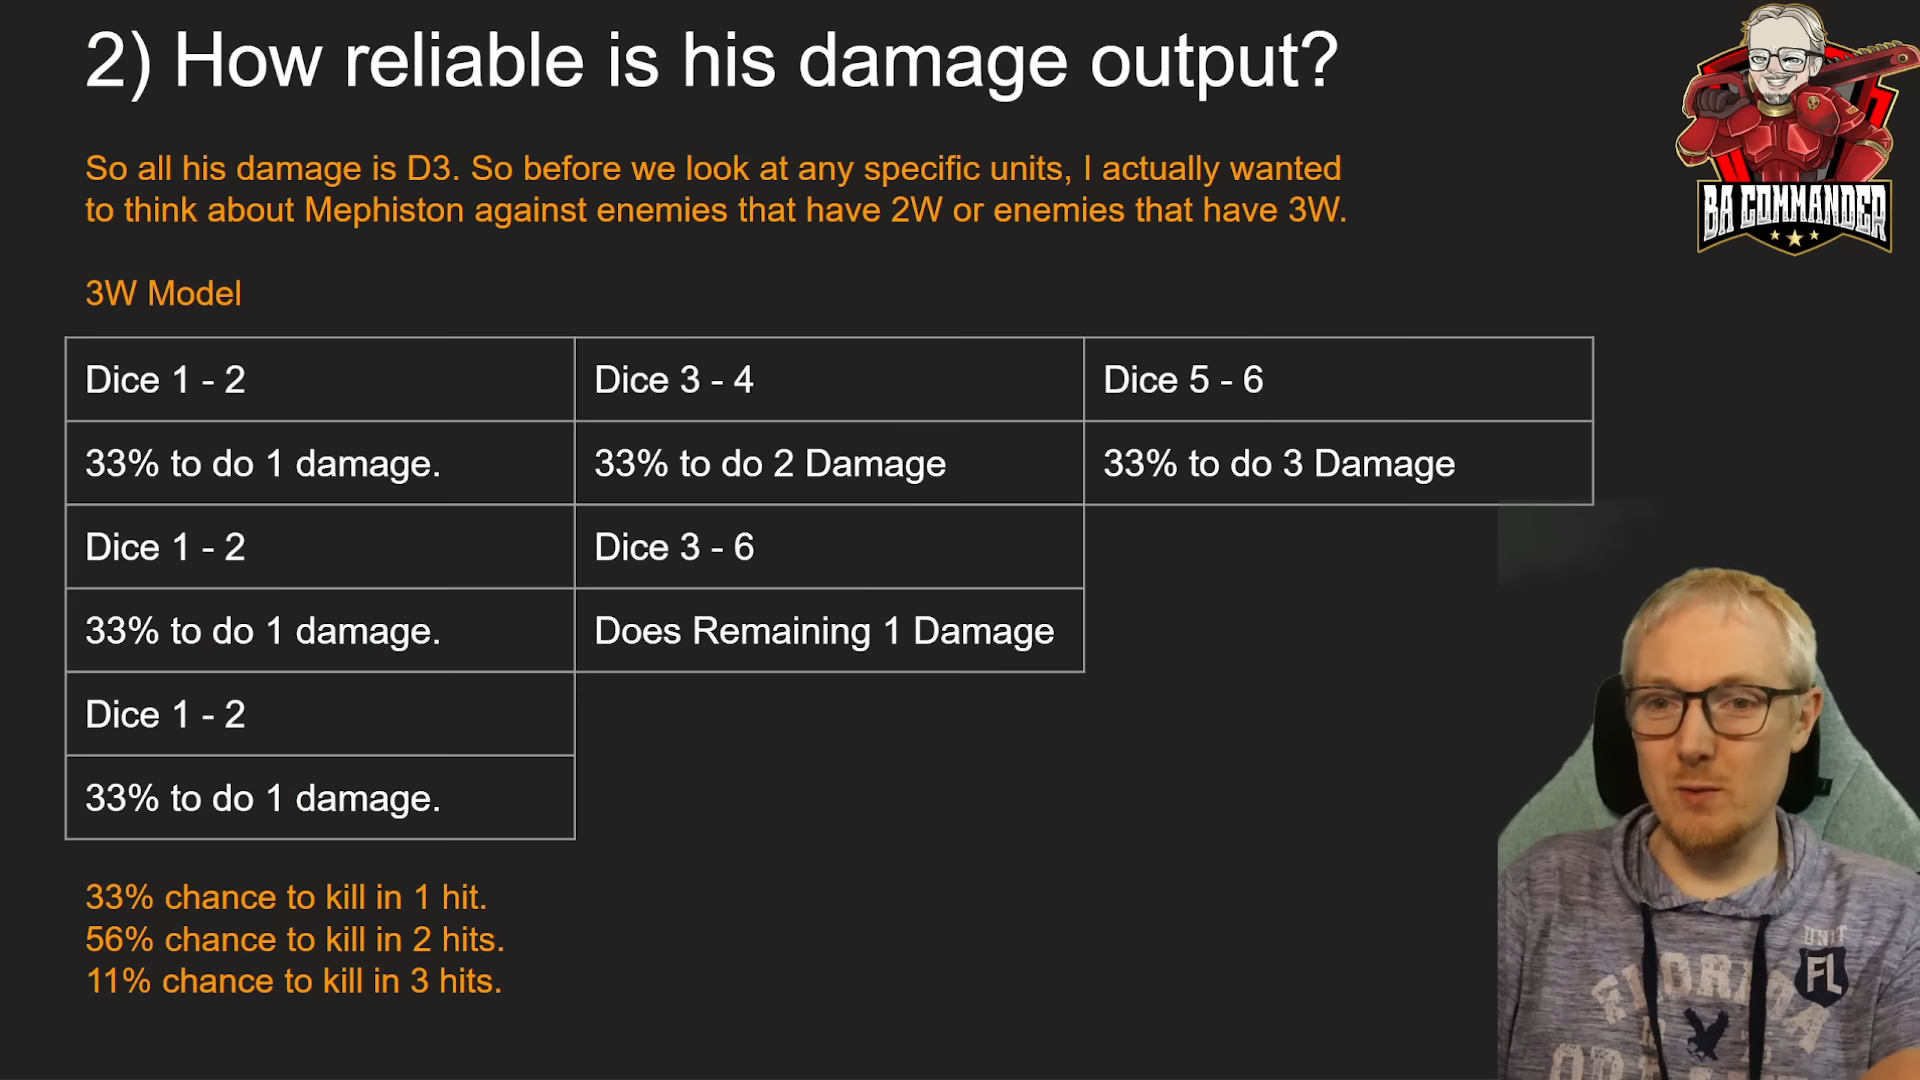 2) How reliable is his damage output?
So all his damage is D3. So before we look at any specific units, I actually wanted
to think about Mephiston against enemies that have 2W or enemies that have 3W.
3W Model
Dice 1 - 2
Dice 3 - 4
Dice 5 - 6
33% to do 1 damage.
33% to do 2 Damage
33% to do 3 Damage
Dice 1 - 2
Dice 3 - 6
33% to do 1 damage.
Does Remaining 1 Damage
Dice 1 - 2
33% to do 1 damage.
33% chance to kill in 1 hit.
56% chance to kill in 2 hits.
11% chance to kill in 3 hits.
BA COMMANDER
UNIT
FL
FLORIDA